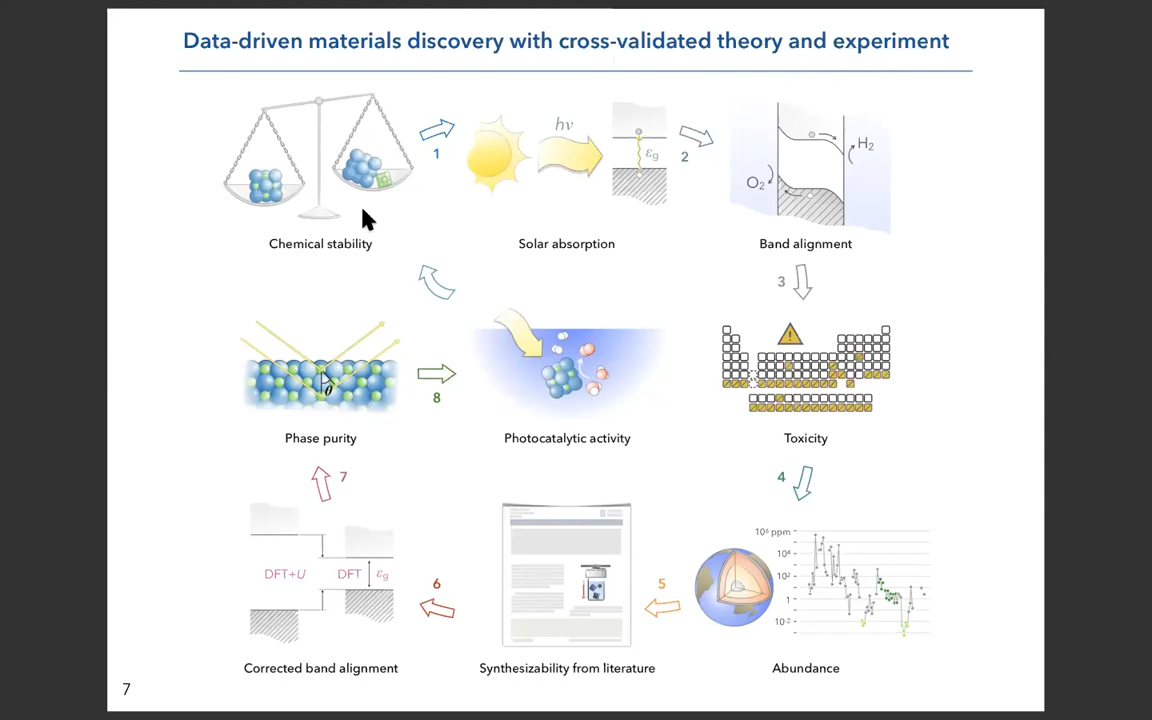 Data-driven materials discovery with cross-validated theory and experiment
1
hν
εg
2
H₂
O₂
Chemical stability
Solar absorption
Band alignment
3
θ
8
!
Phase purity
Photocatalytic activity
Toxicity
7
4
DFT+U
DFT
εg
6
5
10⁶ ppm
10⁴
10²
1
10⁻²
Corrected band alignment
Synthesizability from literature
Abundance
7